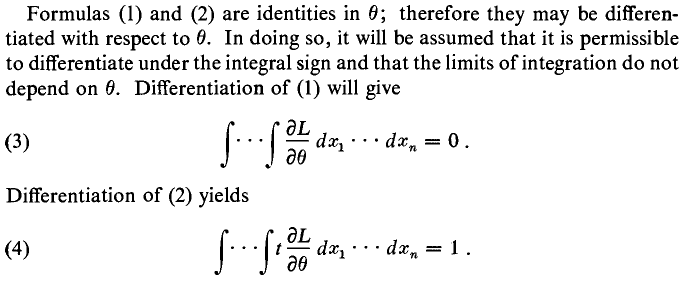 Formulas (1) and (2) are identities in θ; therefore they may be differen-
tiated with respect to θ. In doing so, it will be assumed that it is permissible
to differentiate under the integral sign and that the limits of integration do not
depend on θ. Differentiation of (1) will give
(3) ∫···∫ ∂L/∂θ dx₁ ··· dxₙ = 0 .
Differentiation of (2) yields
(4) ∫···∫ t ∂L/∂θ dx₁ ··· dxₙ = 1 .